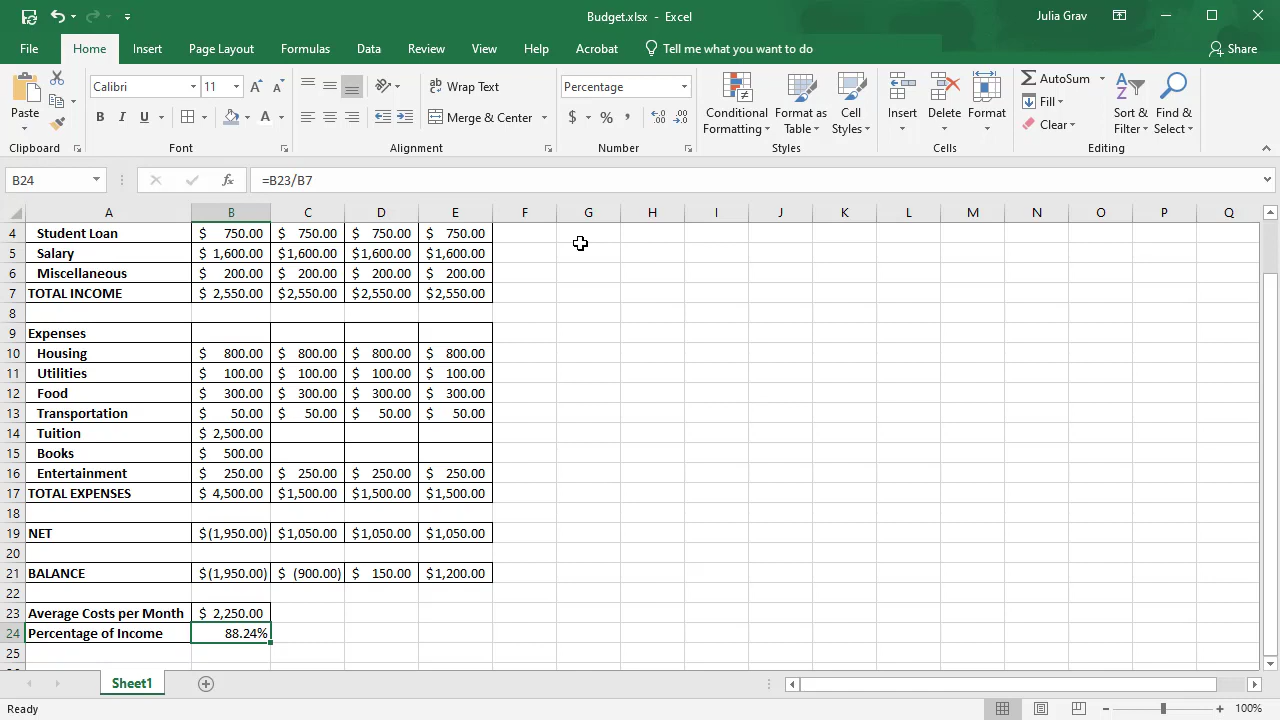 Budget.xlsx - Excel
Julia Grav
File Home Insert Page Layout Formulas Data Review View Help Acrobat Tell me what you want to do Share
Paste Calibri 11 Wrap Text Percentage Conditional Formatting Format as Table Cell Styles Insert Delete Format AutoSum Sort & Filter Find & Select
B I U A Merge & Center $ % , Fill
Clear
Clipboard Font Alignment Number Styles Cells Editing
B24 fx =B23/B7
A B C D E F G H I J K L M N O P Q
4 Student Loan $ 750.00 $ 750.00 $ 750.00 $ 750.00
5 Salary $ 1,600.00 $1,600.00 $1,600.00 $1,600.00
6 Miscellaneous $ 200.00 $ 200.00 $ 200.00 $ 200.00
7 TOTAL INCOME $ 2,550.00 $2,550.00 $2,550.00 $2,550.00
8
9 Expenses
10 Housing $ 800.00 $ 800.00 $ 800.00 $ 800.00
11 Utilities $ 100.00 $ 100.00 $ 100.00 $ 100.00
12 Food $ 300.00 $ 300.00 $ 300.00 $ 300.00
13 Transportation $ 50.00 $ 50.00 $ 50.00 $ 50.00
14 Tuition $ 2,500.00
15 Books $ 500.00
16 Entertainment $ 250.00 $ 250.00 $ 250.00 $ 250.00
17 TOTAL EXPENSES $ 4,500.00 $1,500.00 $1,500.00 $1,500.00
18
19 NET $(1,950.00) $1,050.00 $1,050.00 $1,050.00
20
21 BALANCE $(1,950.00) $ (900.00) $ 150.00 $1,200.00
22
23 Average Costs per Month $ 2,250.00
24 Percentage of Income 88.24%
25
Sheet1
Ready 100%